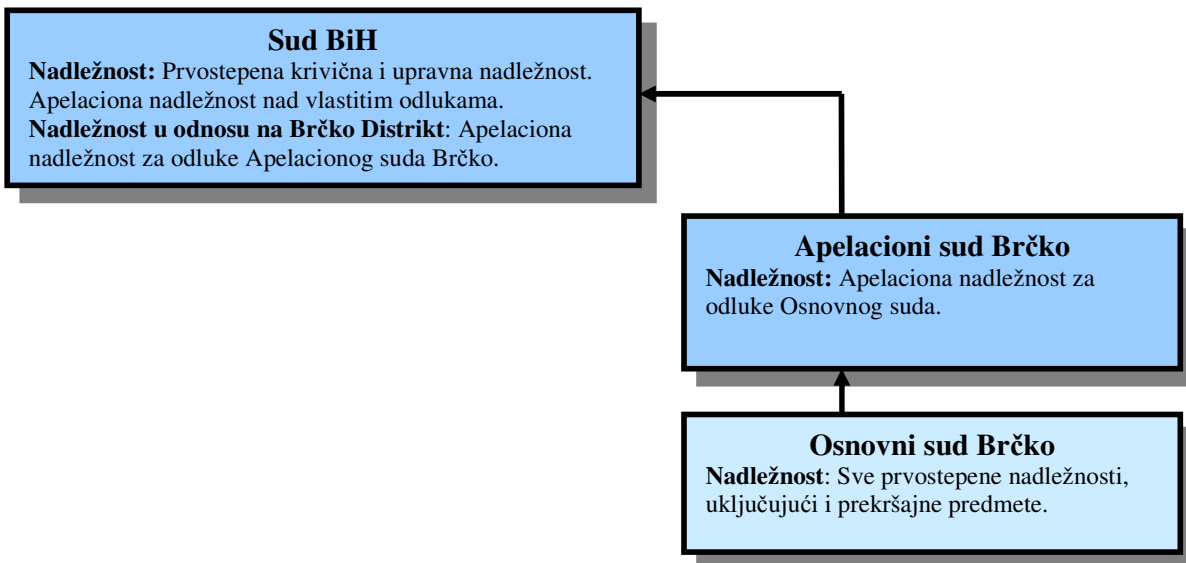 Sud BiH
Nadležnost: Prvostepena krivična i upravna nadležnost.
Apelaciona nadležnost nad vlastitim odlukama.
Nadležnost u odnosu na Brčko Distrikt: Apelaciona
nadležnost za odluke Apelacionog suda Brčko.
Apelacioni sud Brčko
Nadležnost: Apelaciona nadležnost za
odluke Osnovnog suda.
Osnovni sud Brčko
Nadležnost: Sve prvostepene nadležnosti,
uključujući i prekršajne predmete.